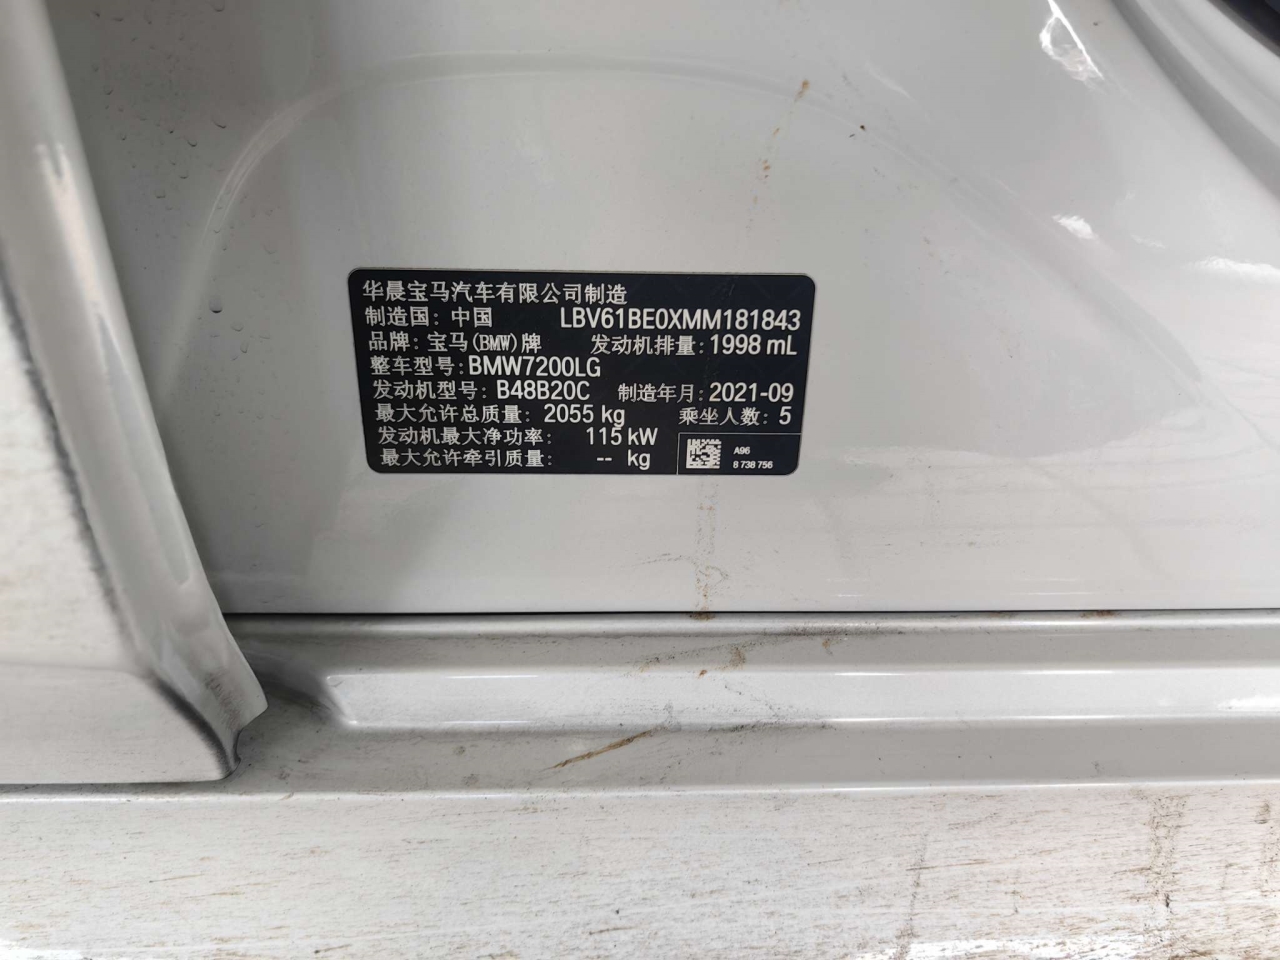 华晨宝马汽车有限公司制造
制造国：中国 LBV61BE0XMM181843
品牌：宝马(BMW)牌 发动机排量：1998 mL
整车型号：BMW7200LG
发动机型号：B48B20C 制造年月：2021-09
最大允许总质量：2055 kg 乘坐人数：5
发动机最大净功率：115 kW
最大允许牵引质量：-- kg
A96
8 738 756